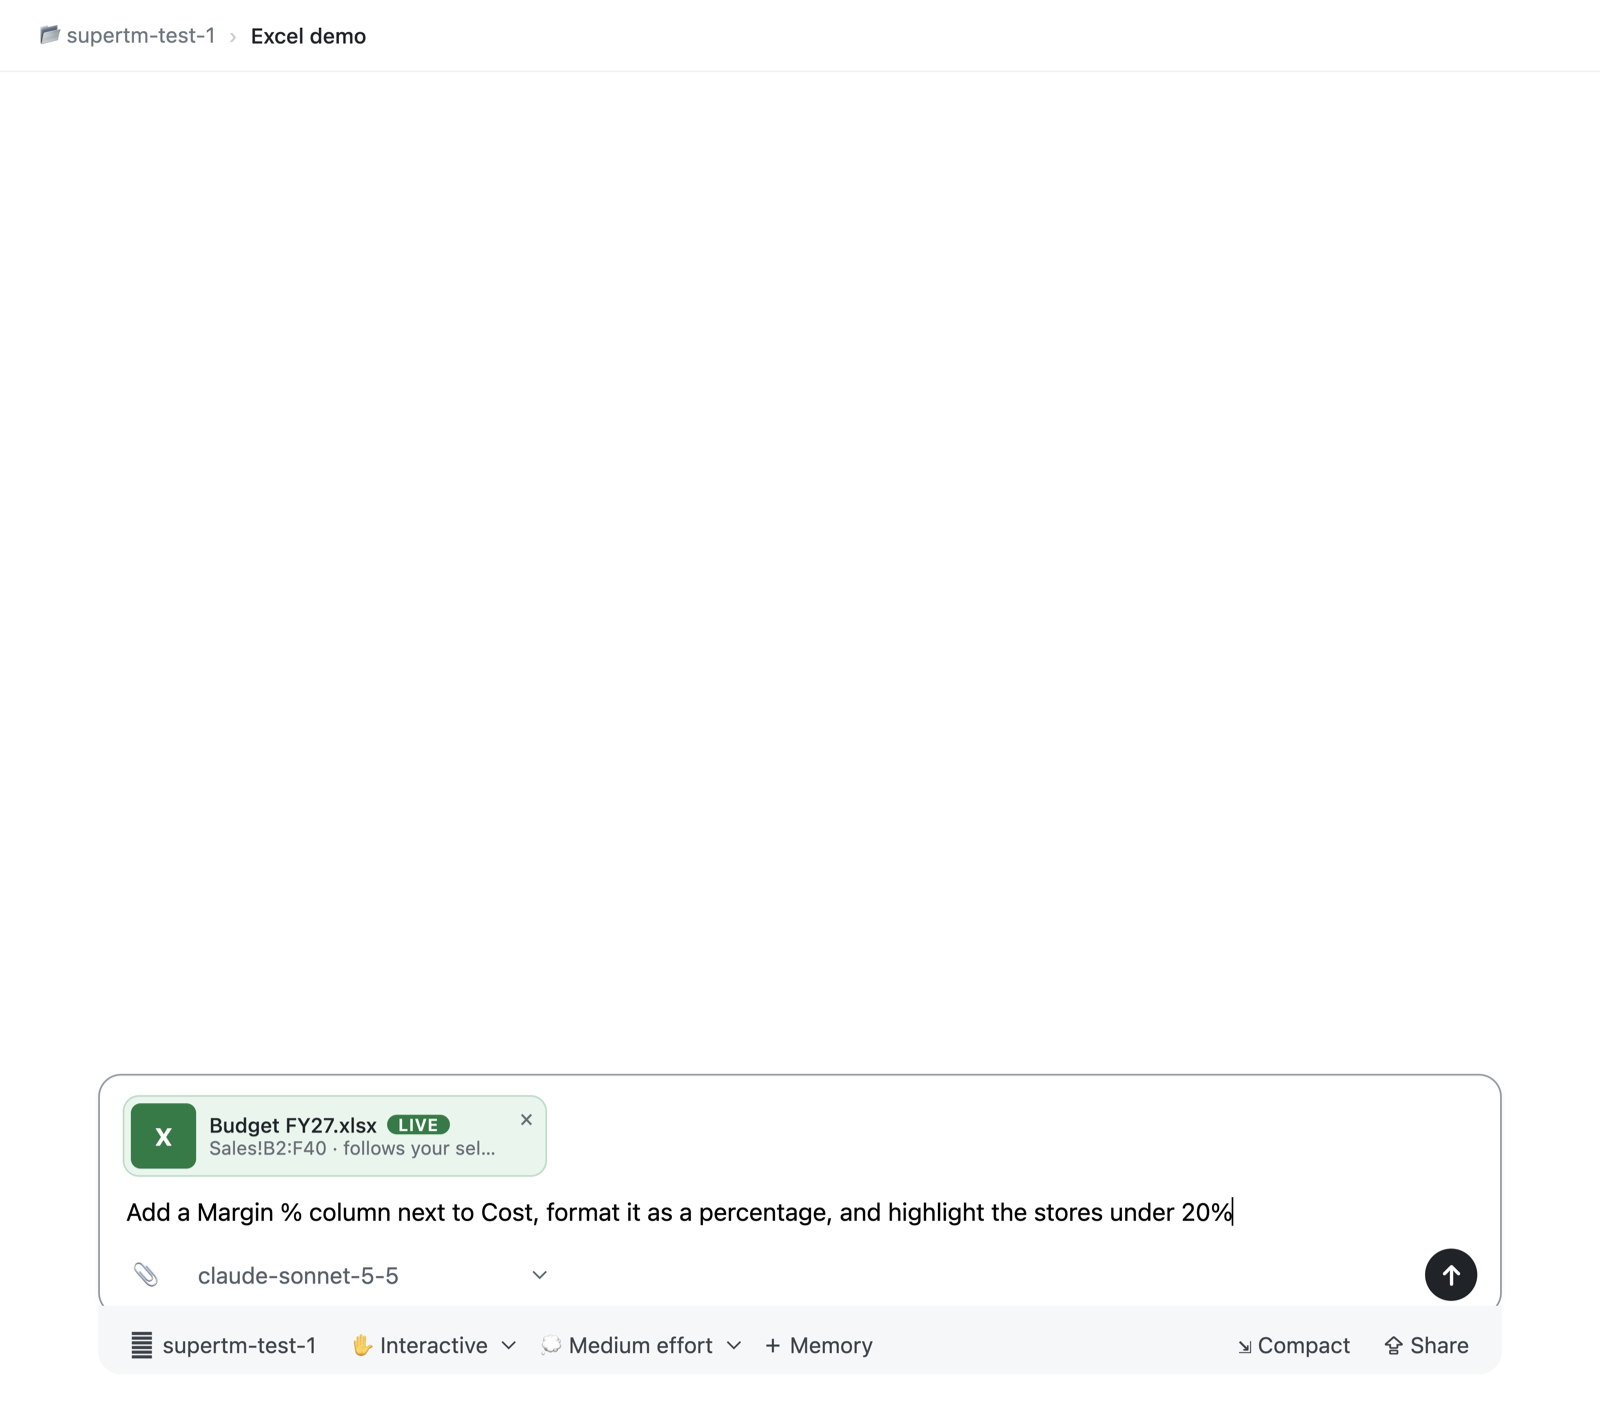 supertm-test-1 › Excel demo
X
Budget FY27.xlsx LIVE ×
Sales!B2:F40 · follows your sel...
Add a Margin % column next to Cost, format it as a percentage, and highlight the stores under 20%
claude-sonnet-5-5
supertm-test-1 Interactive Medium effort + Memory Compact Share